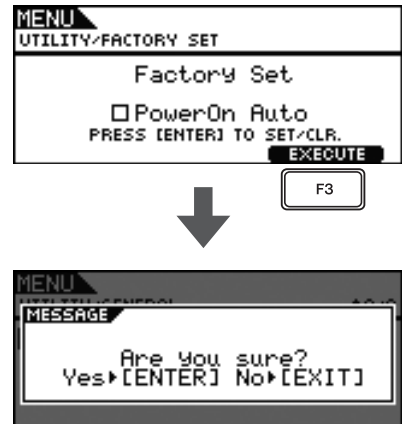 MENU
UTILITY/FACTORY SET
Factory Set
PowerOn Auto
PRESS [ENTER] TO SET/CLR.
EXECUTE
F3
MENU
MESSAGE
Are you sure?
Yes▶[ENTER] No▶[EXIT]